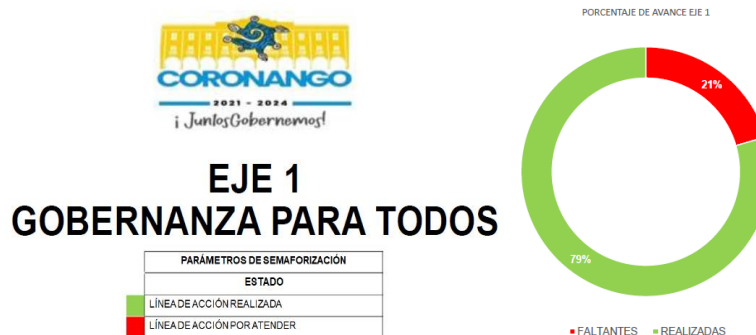 CORONANGO
2021 - 2024
¡JuntosGobernemos!
EJE 1
GOBERNANZA PARA TODOS
PARÁMETROS DE SEMAFORIZACIÓN
ESTADO
LÍNEA DE ACCIÓN REALIZADA
LÍNEA DE ACCIÓN POR ATENDER
PORCENTAJE DE AVANCE EJE 1
21%
79%
FALTANTES
REALIZADAS